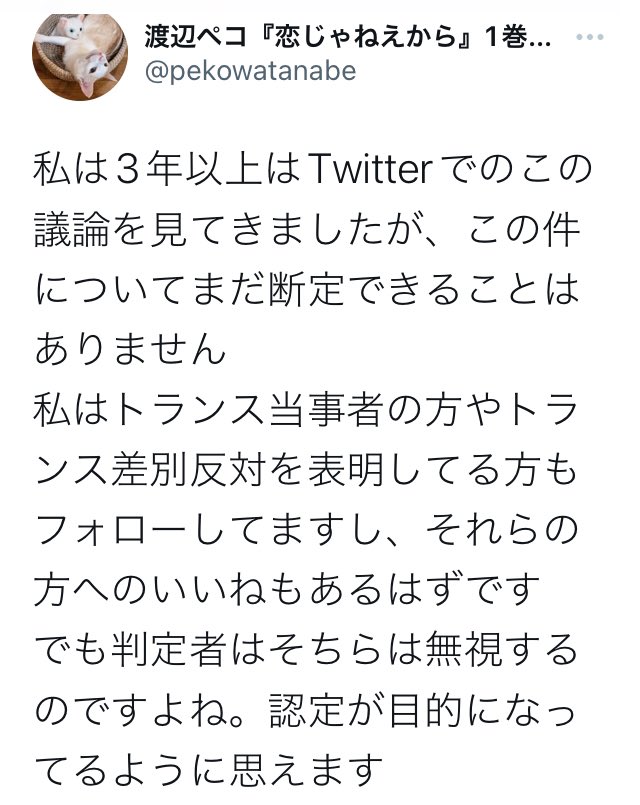 渡辺ペコ『恋じゃねえから』1巻...
@pekowatanabe
私は3年以上はTwitterでのこの
議論を見てきましたが、この件
についてまだ断定できることは
ありません
私はトランス当事者の方やトラ
ンス差別反対を表明してる方も
フォローしてますし、それらの
方へのいいねもあるはずです
でも判定者はそちらは無視する
のですよね。認定が目的になっ
てるように思えます